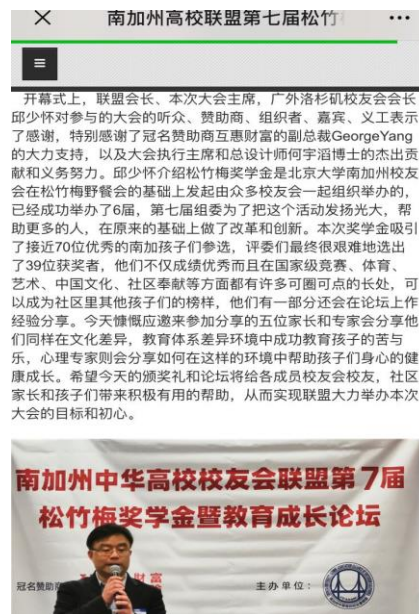 南加州高校联盟第七届松竹
开幕式上，联盟会长、本次大会主席，广外洛杉矶校友会会长
邱少怀对参与的大会的听众、赞助商、组织者、嘉宾、义工表示
了感谢，特别感谢了冠名赞助商互惠财富的副总裁GeorgeYang
的大力支持，以及大会执行主席和总设计师何宇滔博士的杰出贡
献和义务努力。邱少怀介绍松竹梅奖学金是北京大学南加州校友
会在松竹梅野餐会的基础上发起由众多校友会一起组织举办的，
已经成功举办了6届，第七届组委为了把这个活动发扬光大，帮
助更多的人，在原来的基础上做了改革和创新。本次奖学金吸引
了接近70位优秀的南加孩子们参选，评委们最终很艰难地选出
了39位获奖者，他们不仅成绩优秀而且在国家级竞赛、体育、
艺术、中国文化、社区奉献等方面都有许多可圈可点的长处，可
以成为社区里其他孩子们的榜样，他们有一部分还会在论坛上作
经验分享。今天慷慨应邀来参加分享的五位家长和专家会分享他
们同样在文化差异，教育体系差异环境中成功教育孩子的苦与
乐，心理专家则会分享如何在这样的环境中帮助孩子们身心的健
康成长。希望今天的颁奖礼和论坛将给各成员校友会校友，社区
家长和孩子们带来积极有用的帮助，从而实现联盟大力举办本次
大会的目标和初心。
南加州中华高校校友会联盟第7届
松竹梅奖学金暨教育成长论坛
冠名赞助 财富
主办单位：